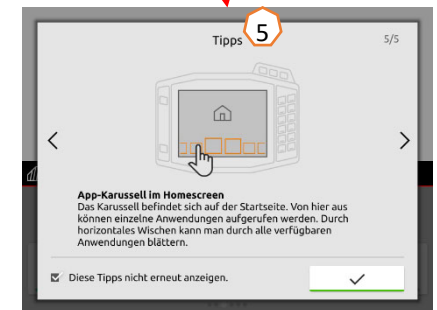 Tipps
5
5/5
App-Karussell im Homescreen
Das Karussell befindet sich auf der Startseite. Von hier aus
können einzelne Anwendungen aufgerufen werden. Durch
horizontales Wischen kann man durch alle verfügbaren
Anwendungen blättern.
Diese Tipps nicht erneut anzeigen.